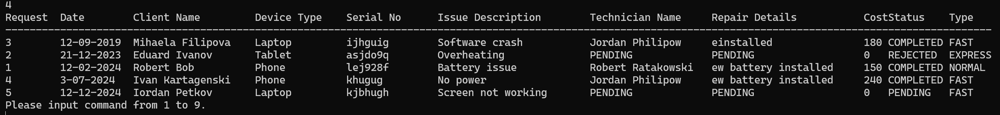 4
Request  Date        Client Name         Device Type    Serial No      Issue Description        Technician Name     Repair Details           CostStatus    Type
------------------------------------------------------------------------------------------------------------------------------------------------------------------
3        12-09-2019  Mihaela Filipova    Laptop         ijhguig        Software crash           Jordan Philipow     einstalled               180 COMPLETED FAST
2        21-12-2023  Eduard Ivanov       Tablet         asjdo9q        Overheating              PENDING             PENDING                  0   REJECTED  EXPRESS
1        12-02-2024  Robert Bob          Phone          lej928f        Battery issue            Robert Ratakowski   ew battery installed     150 COMPLETED NORMAL
4        3-07-2024   Ivan Kartagenski    Phone          khugug         No power                 Jordan Philipow     ew battery installed     240 COMPLETED FAST
5        12-12-2024  Iordan Petkov       Laptop         kjbhugh        Screen not working       PENDING             PENDING                  0   PENDING   FAST
Please input command from 1 to 9.